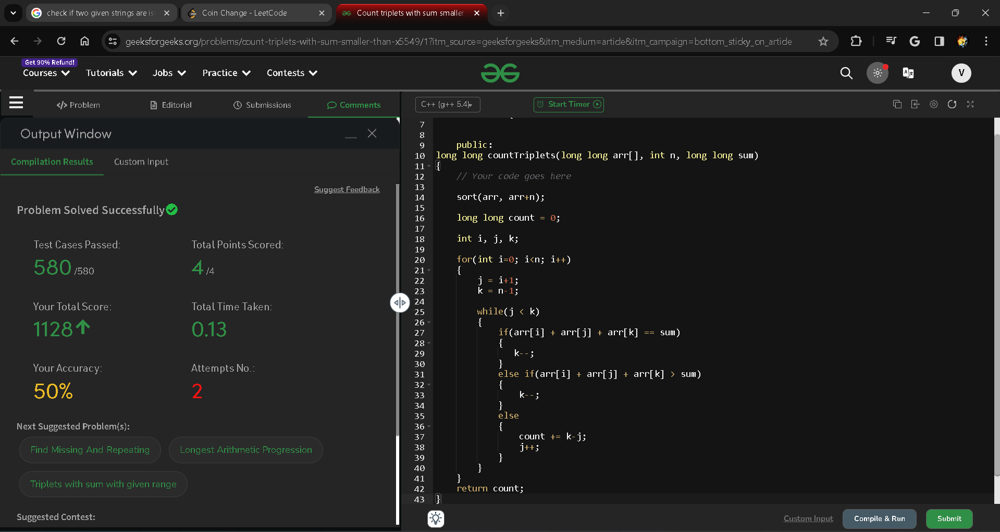 check if two given strings are is
Coin Change - LeetCode
Count triplets with sum smaller
geeksforgeeks.org/problems/count-triplets-with-sum-smaller-than-x5549/1?itm_source=geeksforgeeks&itm_medium=article&itm_campaign=bottom_sticky_on_article
Get 90% Refund!
Courses
Tutorials
Jobs
Practice
Contests
V
</> Problem
Editorial
Submissions
Comments
C++ (g++ 5.4)
Start Timer
Output Window
Compilation Results
Custom Input
Suggest Feedback
Problem Solved Successfully
Test Cases Passed:
580 /580
Total Points Scored:
4 /4
Your Total Score:
1128
Total Time Taken:
0.13
Your Accuracy:
50%
Attempts No.:
2
Next Suggested Problem(s):
Find Missing And Repeating
Longest Arithmetic Progression
Triplets with sum with given range
Suggested Contest:
7
8
9 public:
10 long long countTriplets(long long arr[], int n, long long sum)
11 {
12 // Your code goes here
13
14 sort(arr, arr+n);
15
16 long long count = 0;
17
18 int i, j, k;
19
20 for(int i=0; i<n; i++)
21 {
22 j = i+1;
23 k = n-1;
24
25 while(j < k)
26 {
27 if(arr[i] + arr[j] + arr[k] == sum)
28 {
29 k--;
30 }
31 else if(arr[i] + arr[j] + arr[k] > sum)
32 {
33 k--;
34 }
35 else
36 {
37 count += k-j;
38 j++;
39 }
40 }
41 }
42 return count;
43 }
Custom Input
Compile & Run
Submit